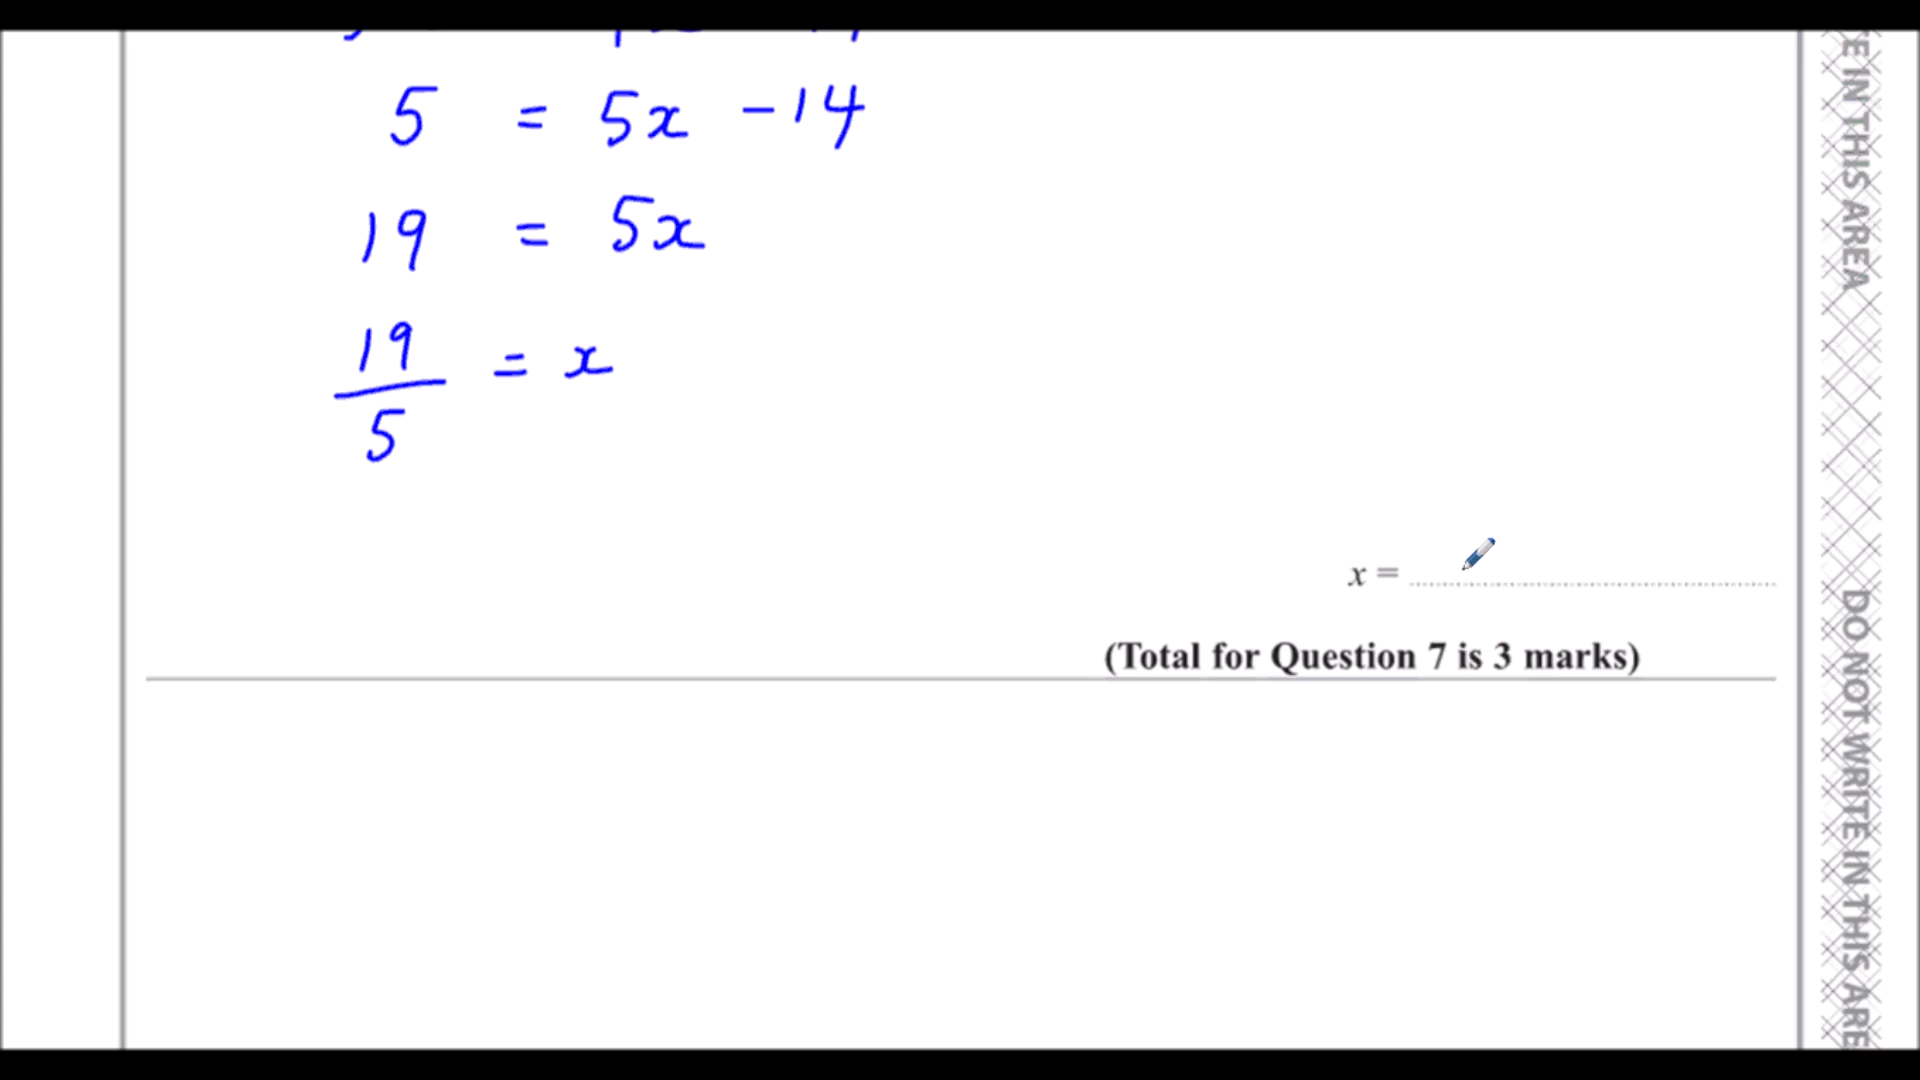 5 = 5x - 14
19 = 5x
19/5 = x
x =
(Total for Question 7 is 3 marks)
E IN THIS AREA
DO NOT WRITE IN THIS ARE